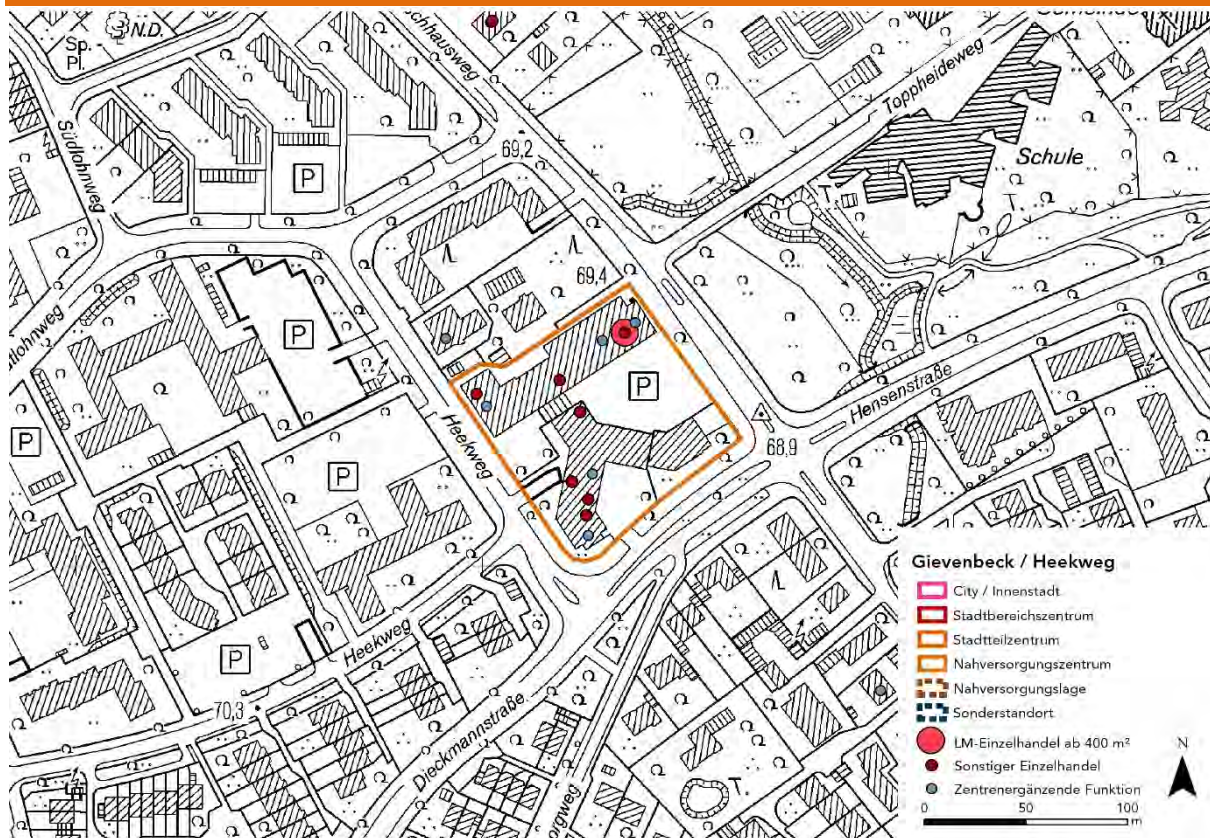 N.D.
Sp.
Pl.
Südlohnweg
Toppheideweg
69,2
P
Schule
69,4
P
P
P
Heekweg
Hensenstraße
68,9
P
P
Heekweg
70,3
Dieckmannstraße
Gievenbeck / Heekweg
City / Innenstadt
Stadtbereichszentrum
Stadtteilzentrum
Nahversorgungszentrum
Nahversorgungslage
Sonderstandort
LM-Einzelhandel ab 400 m²
Sonstiger Einzelhandel
Zentrenergänzende Funktion
N
0 50 100
m